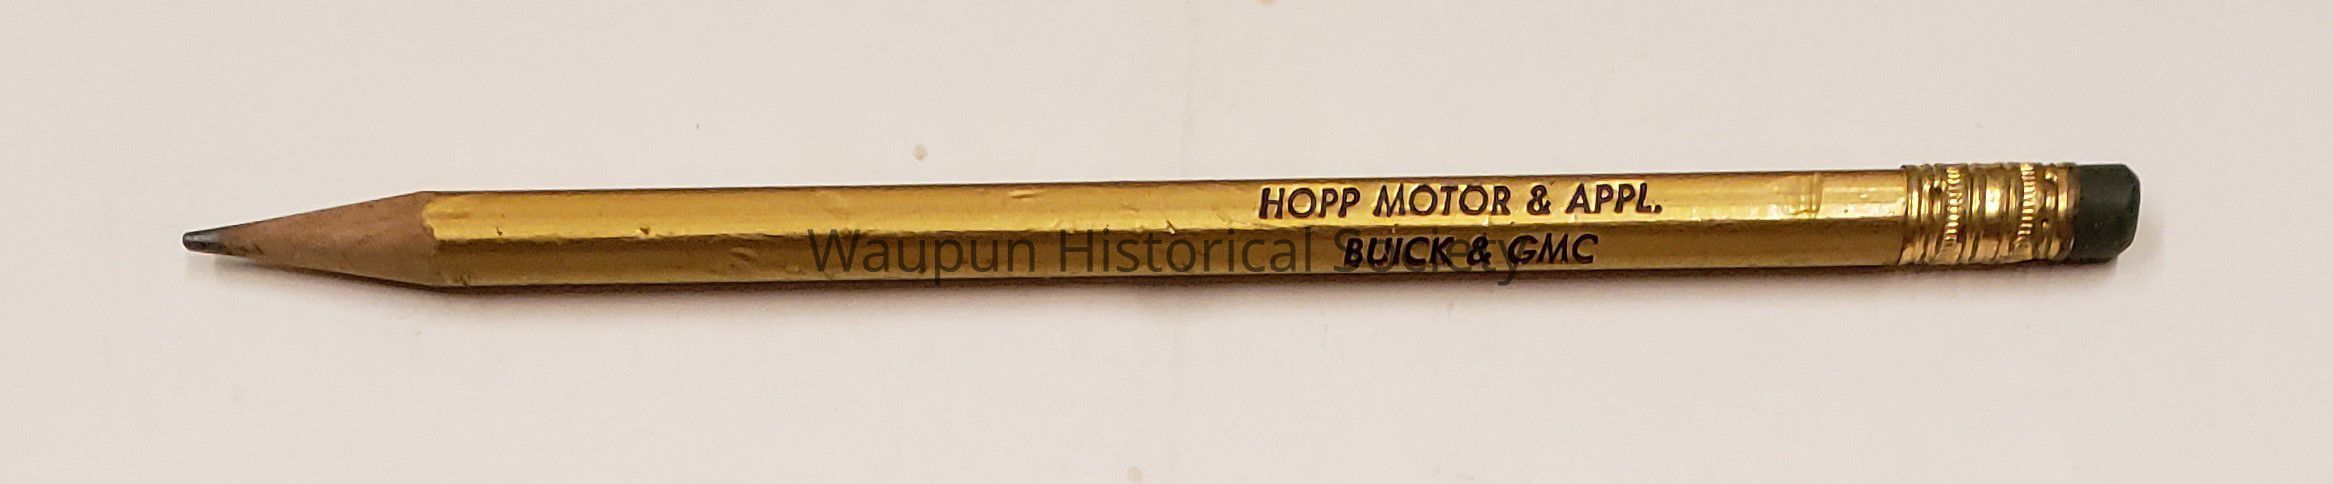 HOPP MOTOR & APPL.
BUICK & GMC
Waupun Historical Society